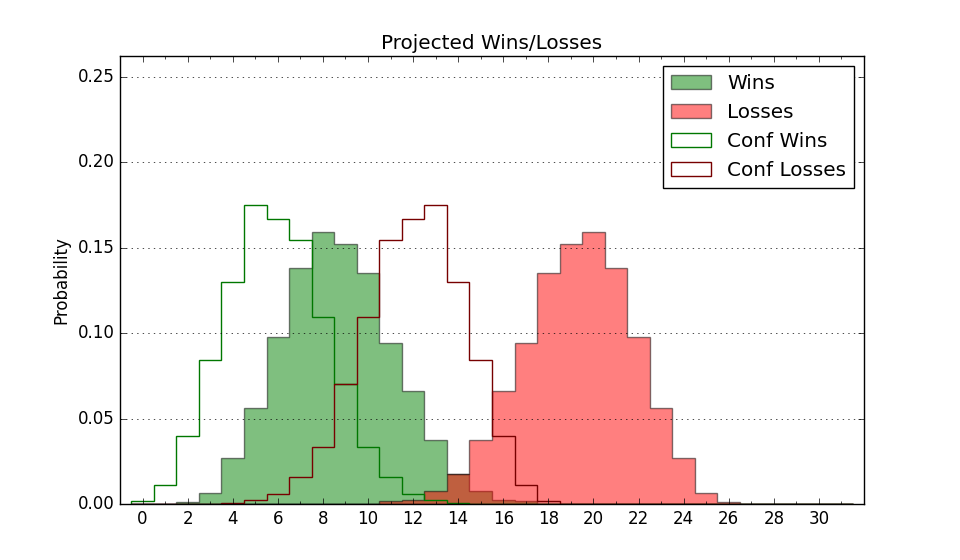 Projected Wins/Losses
0.25
0.20
0.15
0.10
0.05
0.00
Probability
Wins
Losses
Conf Wins
Conf Losses
0 2 4 6 8 10 12 14 16 18 20 22 24 26 28 30